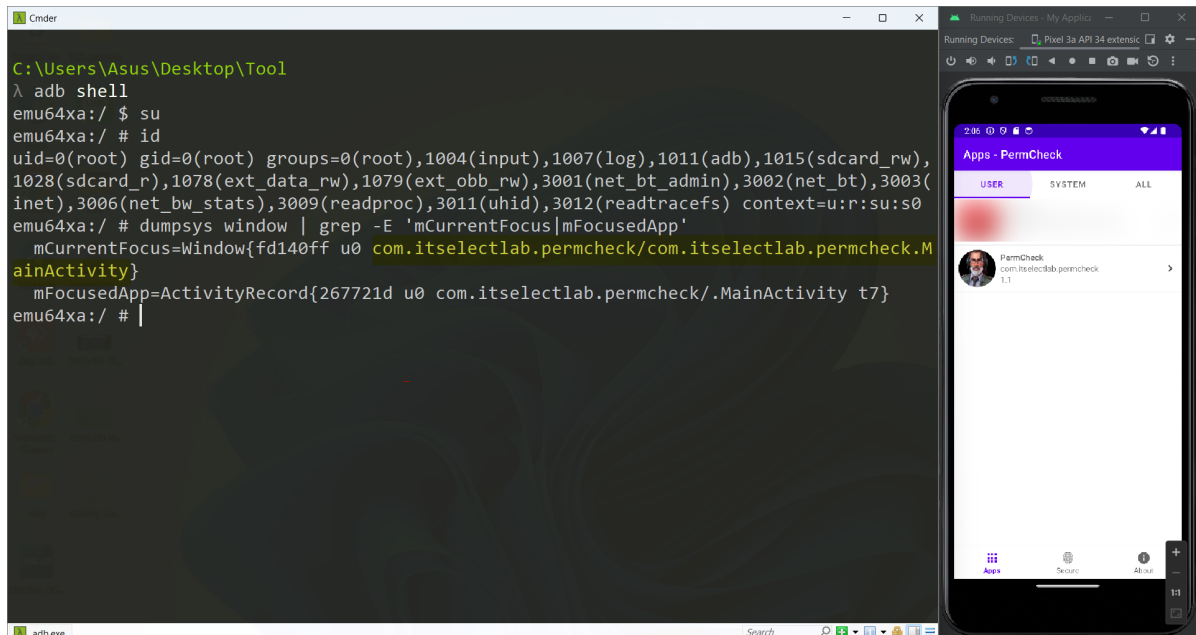 Cmder
C:\Users\Asus\Desktop\Tool
λ adb shell
emu64xa:/ $ su
emu64xa:/ # id
uid=0(root) gid=0(root) groups=0(root),1004(input),1007(log),1011(adb),1015(sdcard_rw),
1028(sdcard_r),1078(ext_data_rw),1079(ext_obb_rw),3001(net_bt_admin),3002(net_bt),3003(
inet),3006(net_bw_stats),3009(readproc),3011(uhid),3012(readtracefs) context=u:r:su:s0
emu64xa:/ # dumpsys window | grep -E 'mCurrentFocus|mFocusedApp'
mCurrentFocus=Window{fd140ff u0 com.itselectlab.permcheck/com.itselectlab.permcheck.M
ainActivity}
mFocusedApp=ActivityRecord{267721d u0 com.itselectlab.permcheck/.MainActivity t7}
emu64xa:/ #
adb.exe
Search
Running Devices - My Applic
Running Devices:
Pixel 3a API 34 extensic
2:06
Apps - PermCheck
USER
SYSTEM
ALL
PermCheck
com.itselectlab.permcheck
1.1
Apps
Secure
About
1:1